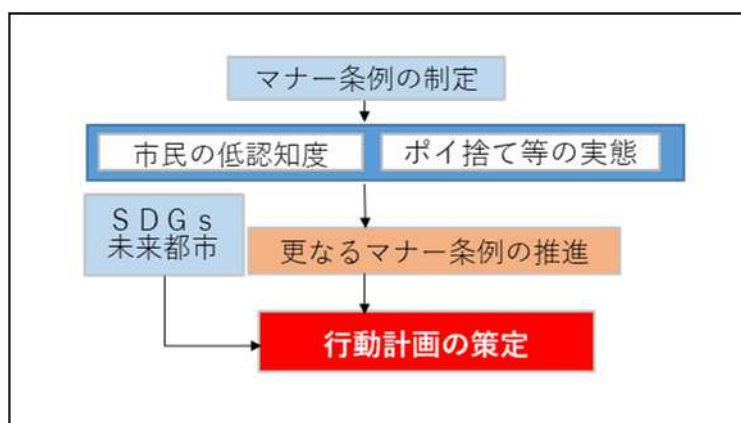 マナー条例の制定
市民の低認知度
ポイ捨て等の実態
ＳＤＧｓ
未来都市
更なるマナー条例の推進
行動計画の策定